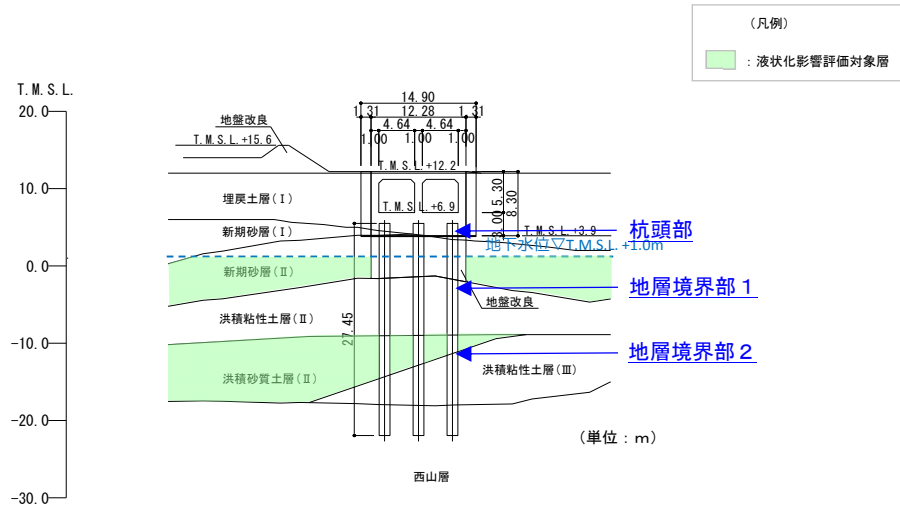 (凡例)
：液状化影響評価対象層
T.M.S.L.
20.0
10.0
0.0
-10.0
-20.0
-30.0
14.90
1.31 12.28 1.31
4.64 4.64
1.00 1.00 1.00
地盤改良
T.M.S.L.+15.6
T.M.S.L.+12.2
埋戻土層(Ⅰ)
5.30
8.30
3.00
T.M.S.L.+6.9
新期砂層(Ⅰ)
T.M.S.L.+3.9
杭頭部
地下水位▽T.M.S.L.+1.0m
新期砂層(Ⅱ)
地層境界部１
地盤改良
洪積粘性土層(Ⅱ)
27.45
地層境界部２
洪積砂質土層(Ⅱ)
洪積粘性土層(Ⅲ)
(単位：m)
西山層